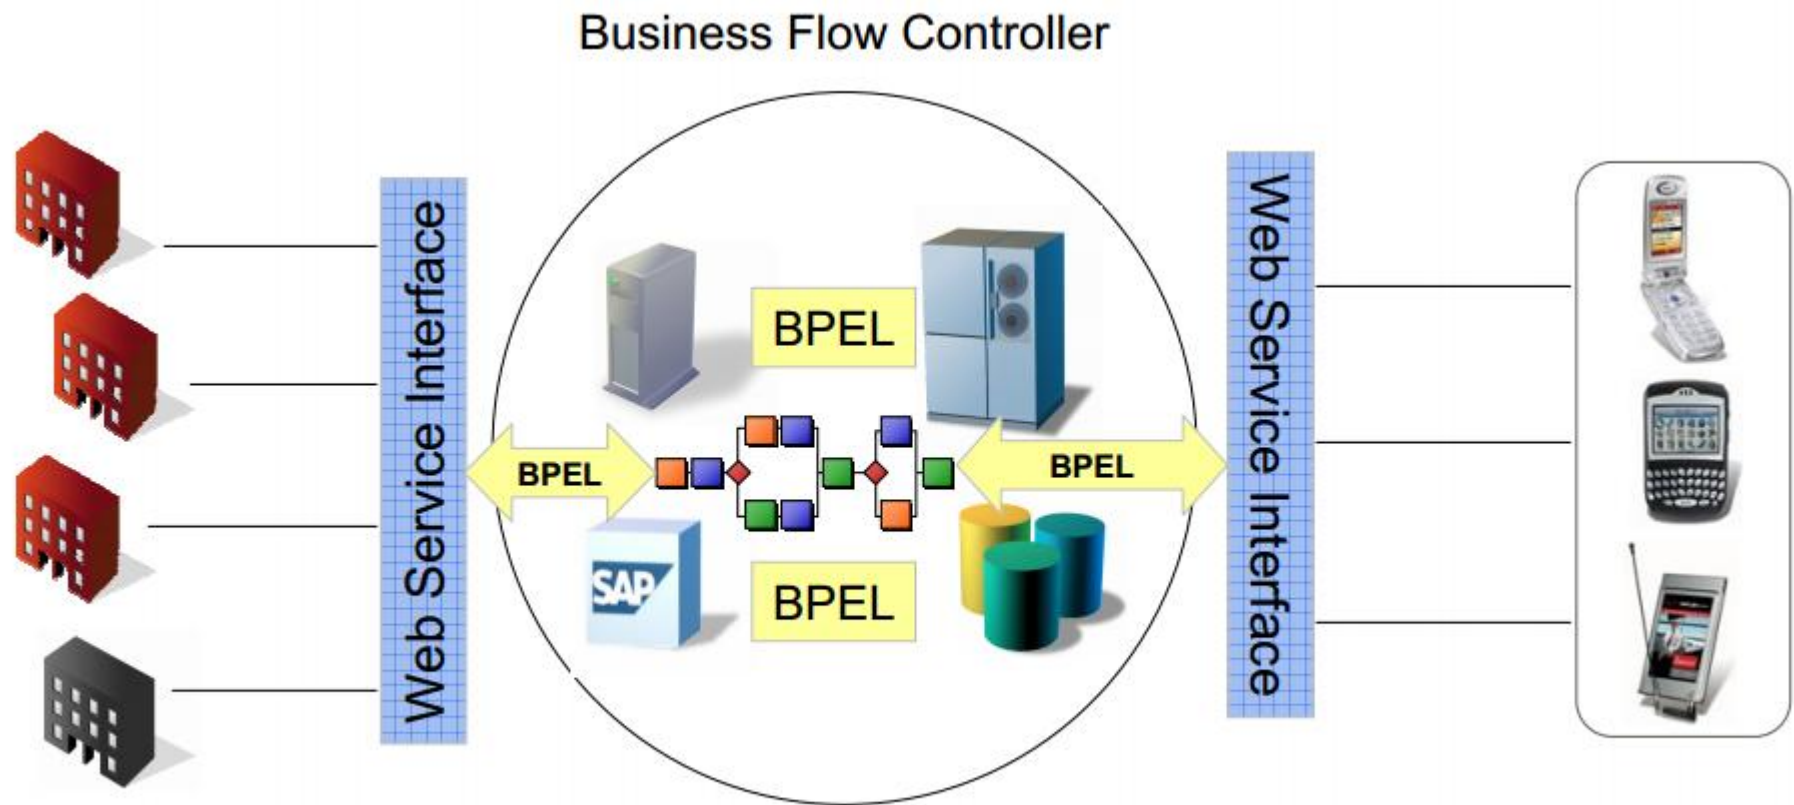 Business Flow Controller
Web Service Interface
BPEL
BPEL
BPEL
SAP
BPEL
Web Service Interface